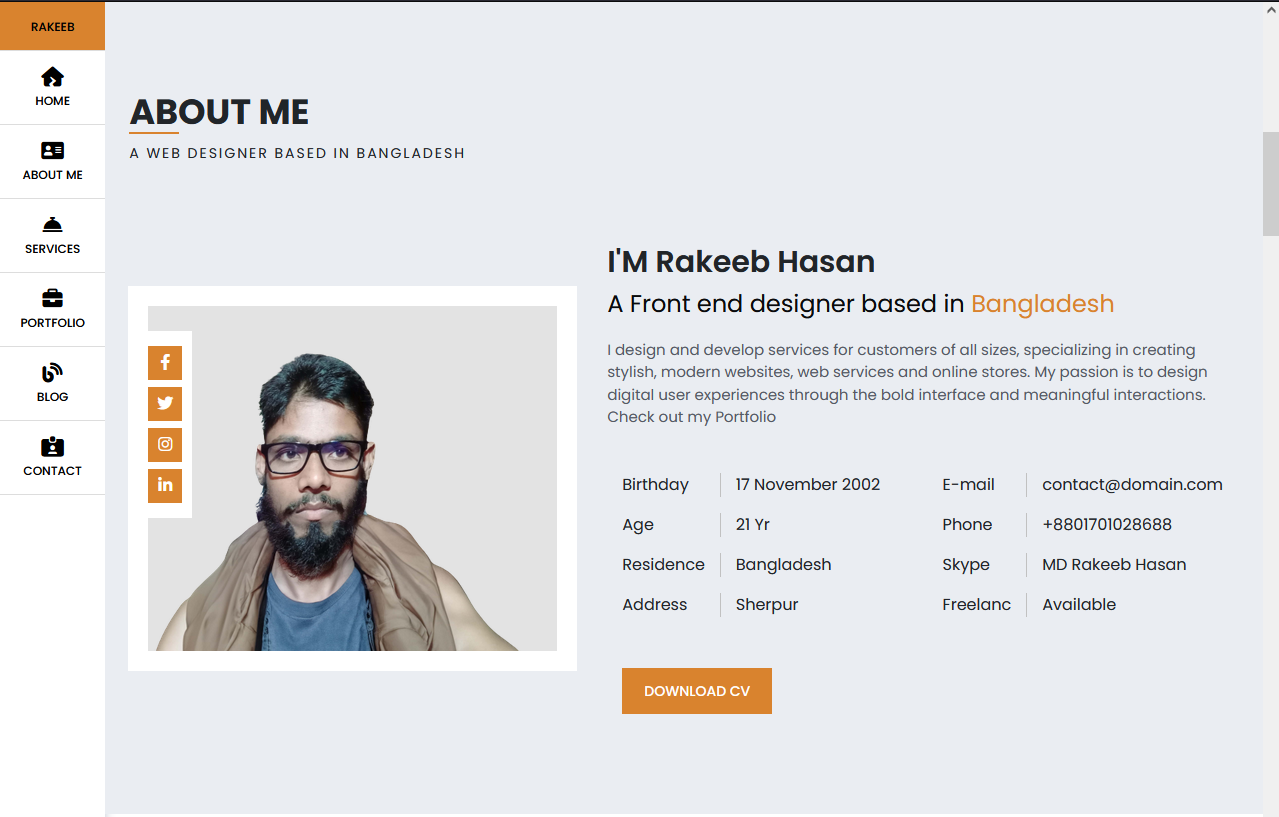 RAKEEB
HOME
ABOUT ME
SERVICES
PORTFOLIO
BLOG
CONTACT
ABOUT ME
A WEB DESIGNER BASED IN BANGLADESH
I'M Rakeeb Hasan
A Front end designer based in Bangladesh
I design and develop services for customers of all sizes, specializing in creating
stylish, modern websites, web services and online stores. My passion is to design
digital user experiences through the bold interface and meaningful interactions.
Check out my Portfolio
Birthday 17 November 2002 E-mail contact@domain.com
Age 21 Yr Phone +8801701028688
Residence Bangladesh Skype MD Rakeeb Hasan
Address Sherpur Freelanc Available
DOWNLOAD CV